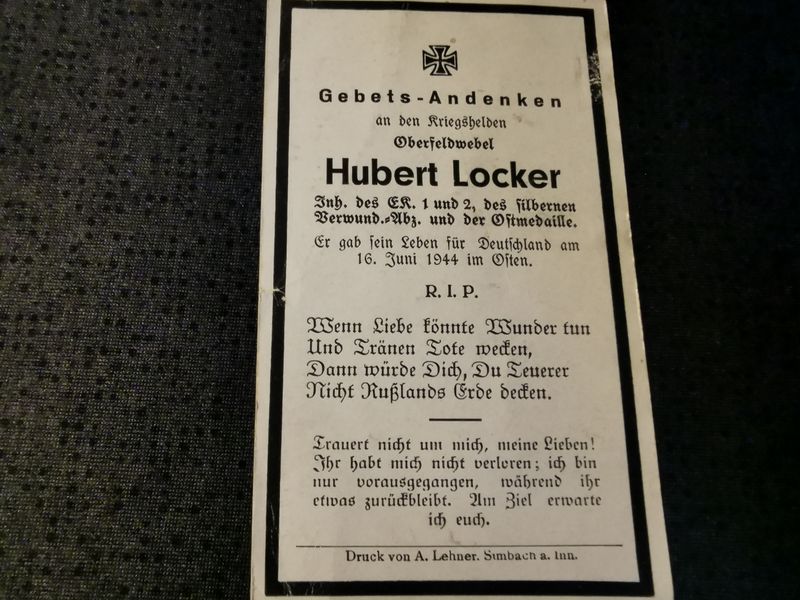 Gebets-Andenken
an den Kriegshelden
Oberfeldwebel
Hubert Locker
Inh. des EK. 1 und 2, des silbernen
Verwund.-Abz. und der Ostmedaille.
Er gab sein Leben für Deutschland am
16. Juni 1944 im Osten.
R. I. P.
Wenn Liebe könnte Wunder tun
Und Tränen Tote wecken,
Dann würde Dich, Du Teuerer
Nicht Rußlands Erde decken.
Trauert nicht um mich, meine Lieben!
Ihr habt mich nicht verloren; ich bin
nur vorausgegangen, während ihr
etwas zurückbleibt. Am Ziel erwarte
ich euch.
Druck von A. Lehner. Simbach a. Inn.